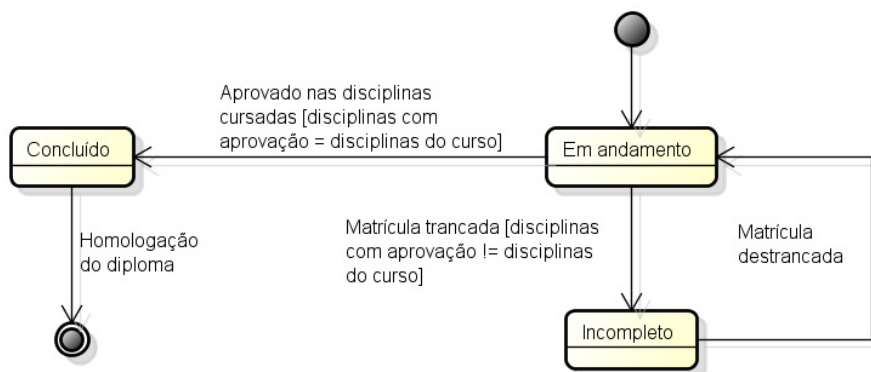 Aprovado nas disciplinas
cursadas [disciplinas com
aprovação = disciplinas do curso]
Concluído
Em andamento
Homologação
do diploma
Matrícula trancada [disciplinas
com aprovação != disciplinas
do curso]
Matrícula
destrancada
Incompleto